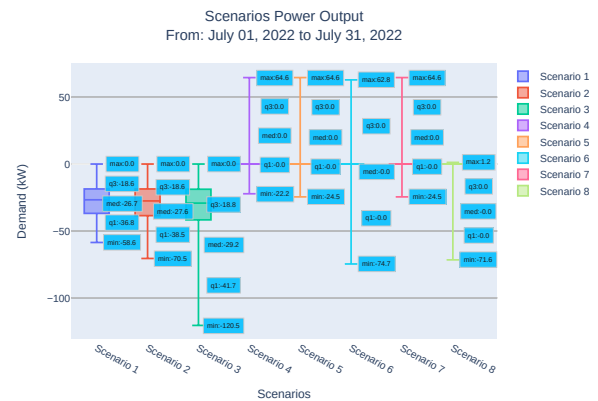 Scenarios Power Output
From: July 01, 2022 to July 31, 2022
Demand (kW)
50
0
−50
−100
max:0.0
q3:-18.6
med:-26.7
q1:-36.8
min:-58.6
max:0.0
q3:-18.6
med:-27.6
q1:-38.5
min:-70.5
max:0.0
q3:-18.8
med:-29.2
q1:-41.7
min:-120.5
max:64.6
q3:0.0
med:0.0
q1:-0.0
min:-22.2
max:64.6
q3:0.0
med:0.0
q1:-0.0
min:-24.5
max:62.8
q3:0.0
med:-0.0
q1:-0.0
min:-74.7
max:64.6
q3:0.0
med:0.0
q1:-0.0
min:-24.5
max:1.2
q3:0.0
med:-0.0
q1:-0.0
min:-71.6
Scenario 1
Scenario 2
Scenario 3
Scenario 4
Scenario 5
Scenario 6
Scenario 7
Scenario 8
Scenarios
Scenario 1
Scenario 2
Scenario 3
Scenario 4
Scenario 5
Scenario 6
Scenario 7
Scenario 8